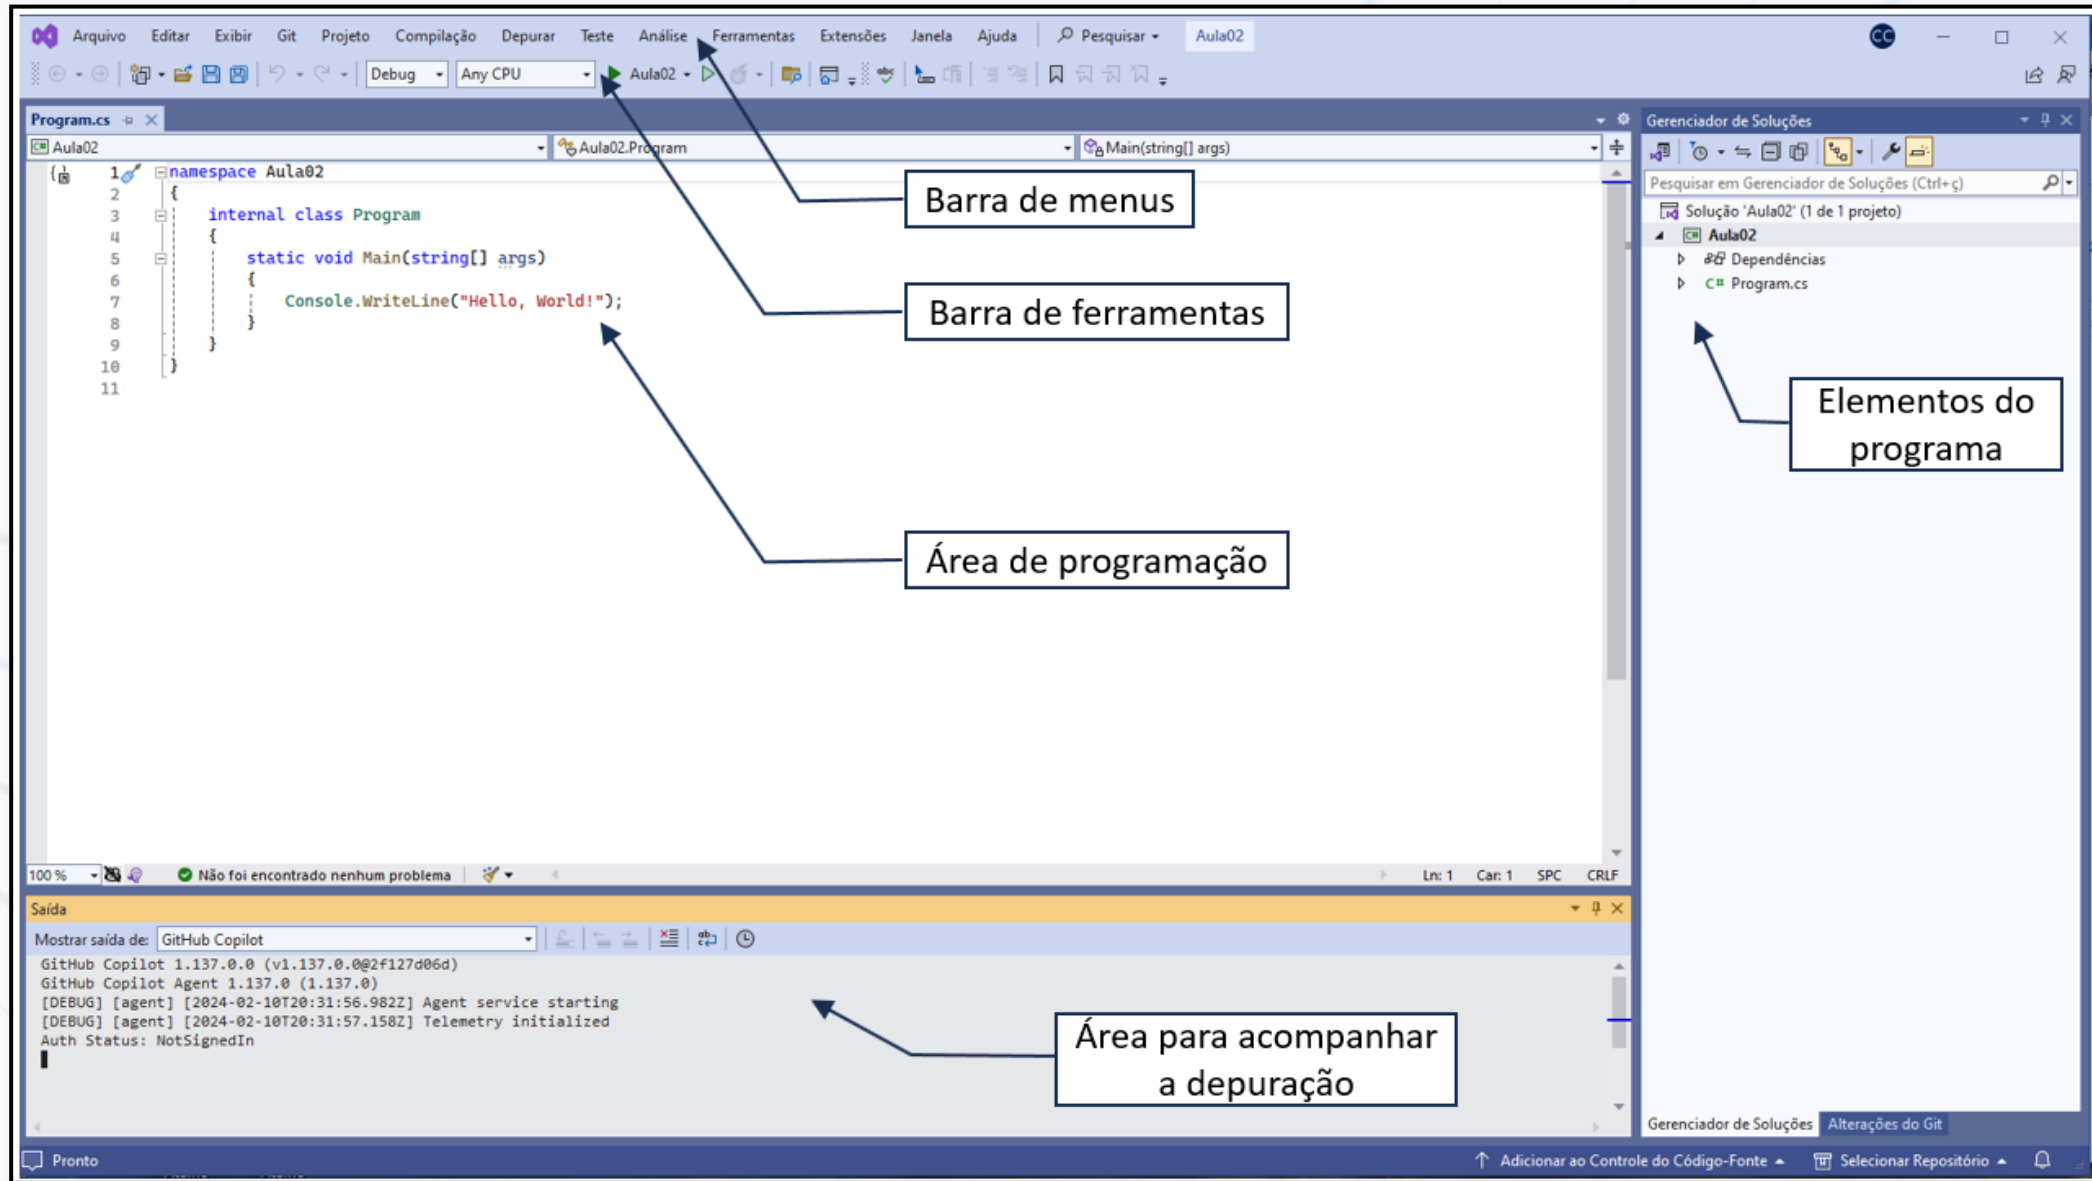 Arquivo Editar Exibir Git Projeto Compilação Depurar Teste Análise Ferramentas Extensões Janela Ajuda Pesquisar Aula02 CC
Debug Any CPU Aula02
Program.cs
Aula02 Aula02.Program Main(string[] args)
1 namespace Aula02
2 {
3 internal class Program
4 {
5 static void Main(string[] args)
6 {
7 Console.WriteLine("Hello, World!");
8 }
9 }
10 }
11
Barra de menus
Barra de ferramentas
Área de programação
100 % Não foi encontrado nenhum problema Ln: 1 Car: 1 SPC CRLF
Saída
Mostrar saída de: GitHub Copilot
GitHub Copilot 1.137.0.0 (v1.137.0.0@2f127d06d)
GitHub Copilot Agent 1.137.0 (1.137.0)
[DEBUG] [agent] [2024-02-10T20:31:56.982Z] Agent service starting
[DEBUG] [agent] [2024-02-10T20:31:57.158Z] Telemetry initialized
Auth Status: NotSignedIn
Área para acompanhar
a depuração
Gerenciador de Soluções
Pesquisar em Gerenciador de Soluções (Ctrl+ç)
Solução 'Aula02' (1 de 1 projeto)
C# Aula02
Dependências
C# Program.cs
Elementos do
programa
Gerenciador de Soluções Alterações do Git
Pronto Adicionar ao Controle do Código-Fonte Selecionar Repositório